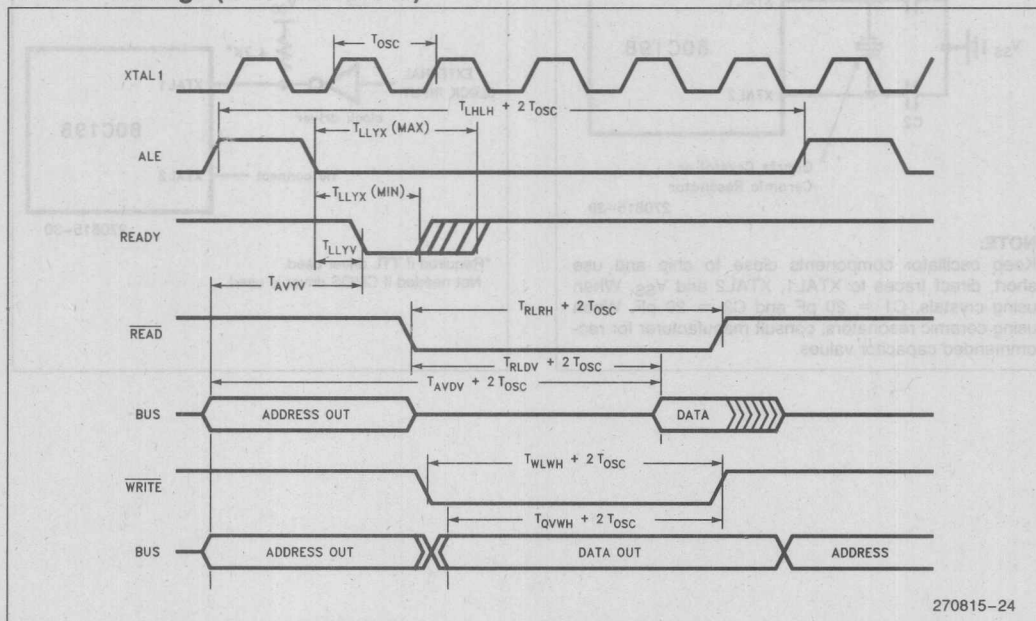 XTAL1
T_OSC
T_LHLH + 2 T_OSC
T_LLYX (MAX)
ALE
T_LLYX (MIN)
READY
T_LLYV
T_AVYV
T_RLRH + 2 T_OSC
READ
T_RLDV + 2 T_OSC
T_AVDV + 2 T_OSC
BUS
ADDRESS OUT
DATA
T_WLWH + 2 T_OSC
WRITE
T_QVWH + 2 T_OSC
BUS
ADDRESS OUT
DATA OUT
ADDRESS
270815-24